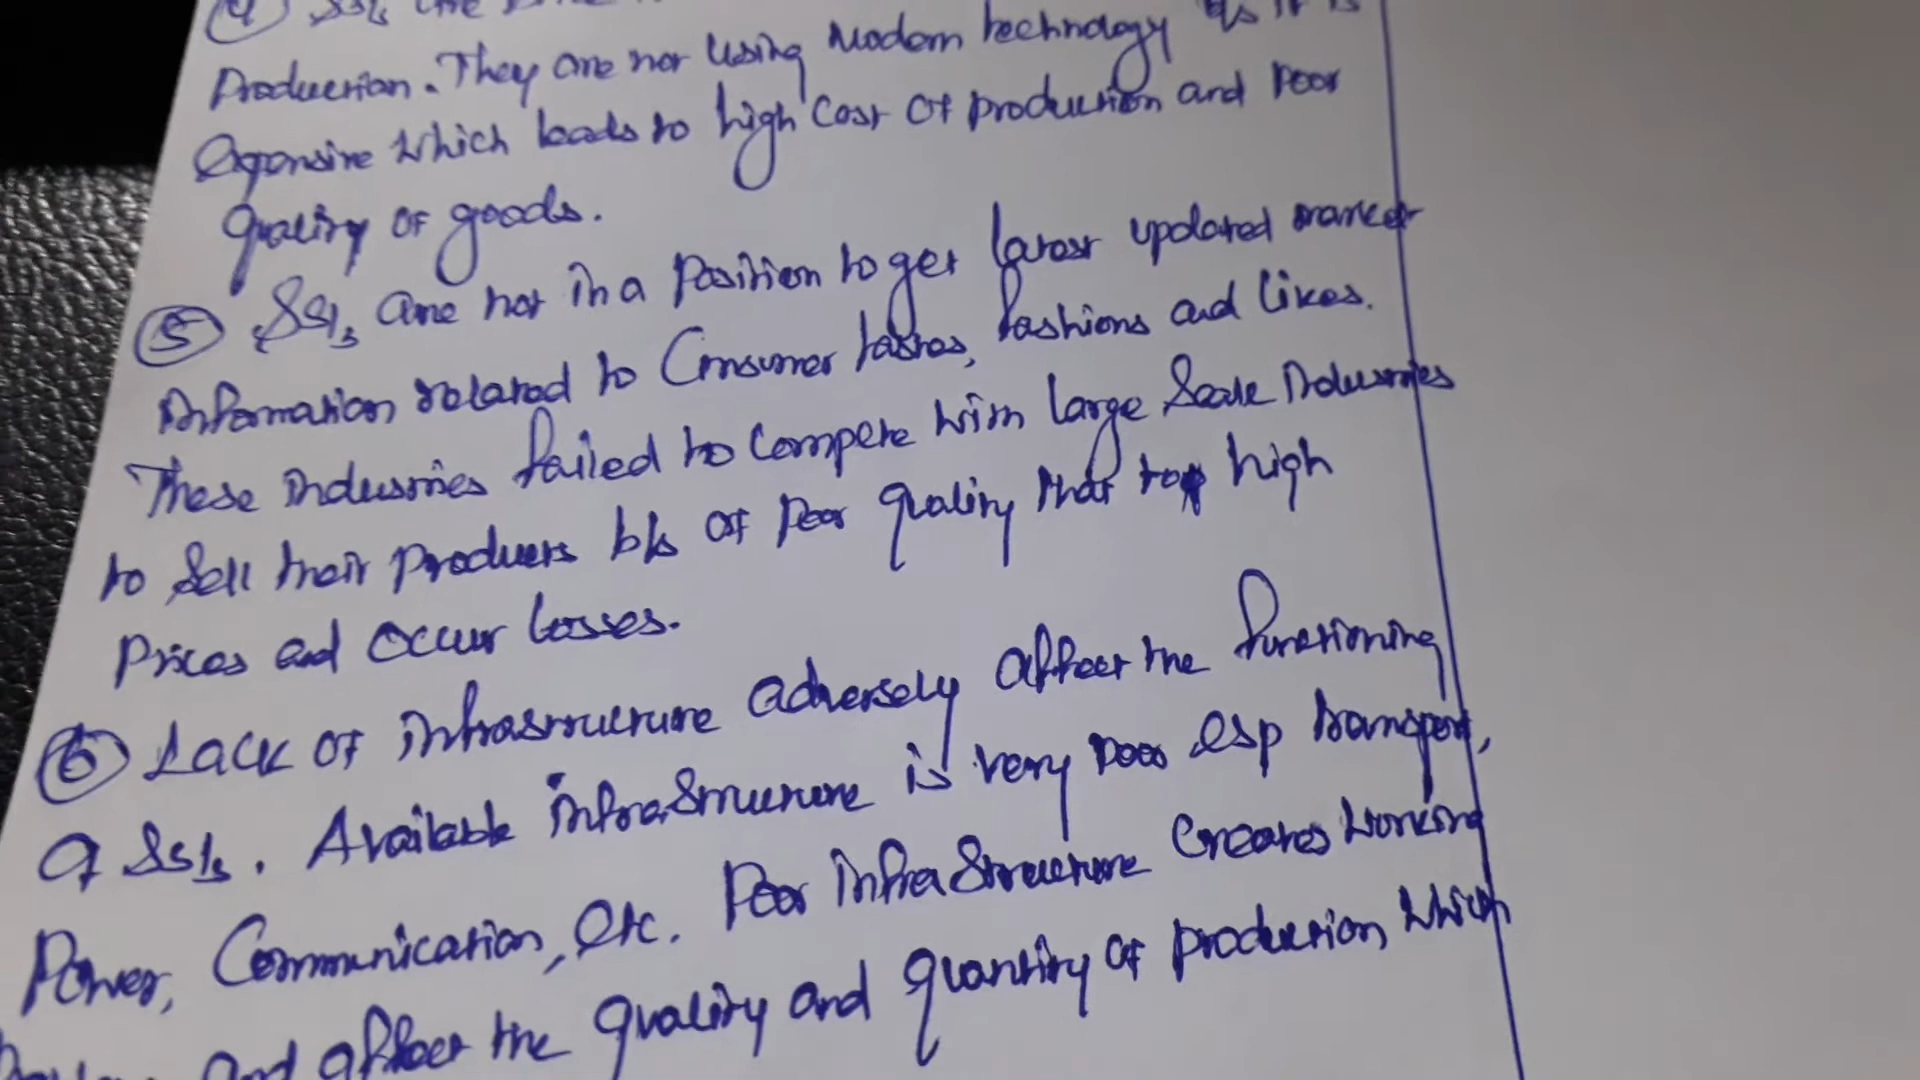 ④ SSIs are
Production. They are not Using Modern technology as it is
expensive which leads to high Cost Of production and Poor
quality OF goods.
⑤ SSIs are not in a Position to get latest updated market
Information related to Consumer tastes, fashions and likes.
These industries failed to Compete with large Scale Industries
to Sell their Products b/s OF Poor quality that too high
Prices and Occur losses.
⑥ Lack OF infrastructure adversely affect the functioning
of SSIs. Available infrastructure is very Poor esp transport,
Power, Communication, etc. Poor infrastructure Creates working
and affect the quality and quantity OF production, which